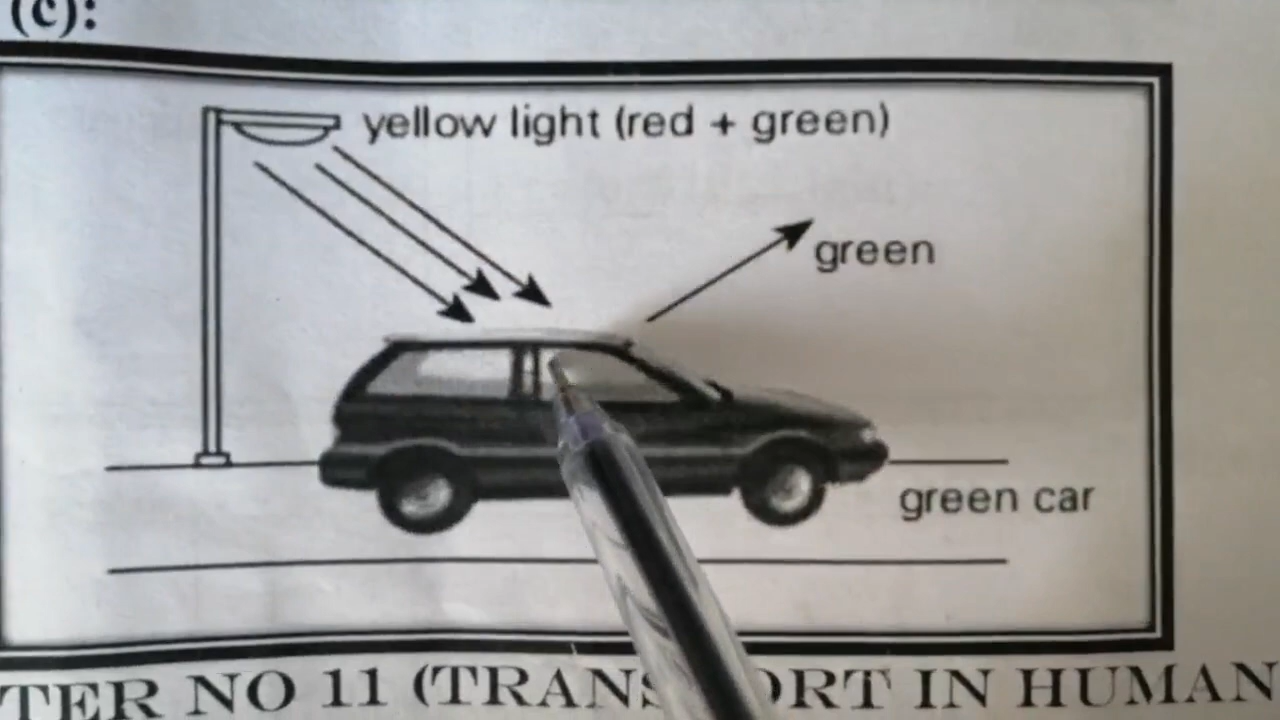 (c):
yellow light (red + green)
green
green car
TER NO 11 (TRANS ORT IN HUMAN